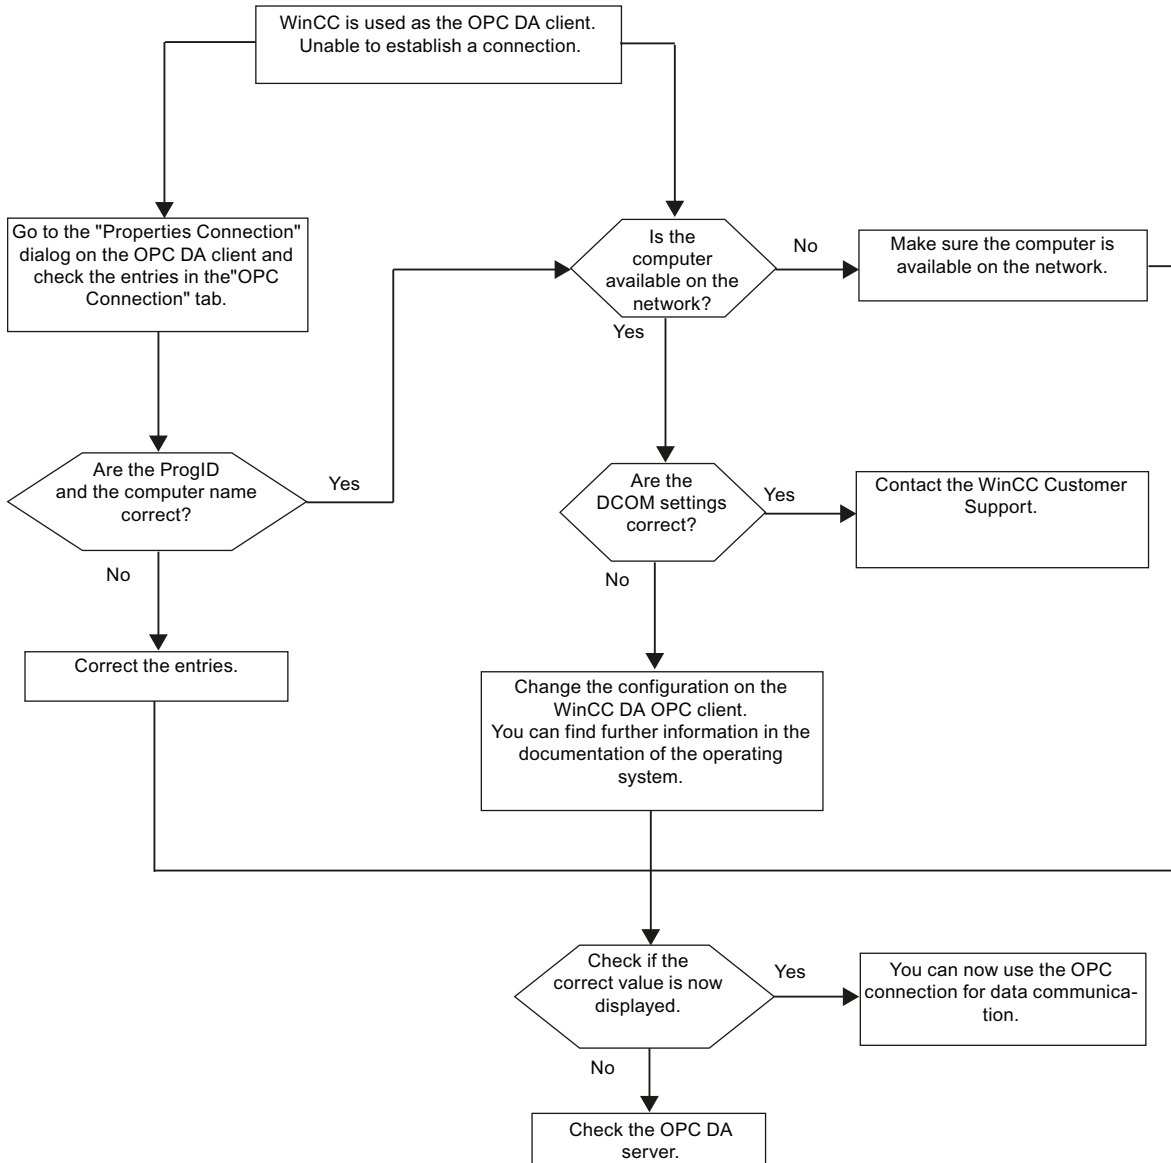 WinCC is used as the OPC DA client.
Unable to establish a connection.
Go to the "Properties Connection"
dialog on the OPC DA client and
check the entries in the"OPC
Connection" tab.
Is the
computer
available on the
network?
No
Make sure the computer is
available on the network.
Yes
Are the ProgID
and the computer name
correct?
Yes
Are the
DCOM settings
correct?
Yes
Contact the WinCC Customer
Support.
No
No
Correct the entries.
Change the configuration on the
WinCC DA OPC client.
You can find further information in the
documentation of the operating
system.
Check if the
correct value is now
displayed.
Yes
You can now use the OPC
connection for data communica-
tion.
No
Check the OPC DA
server.